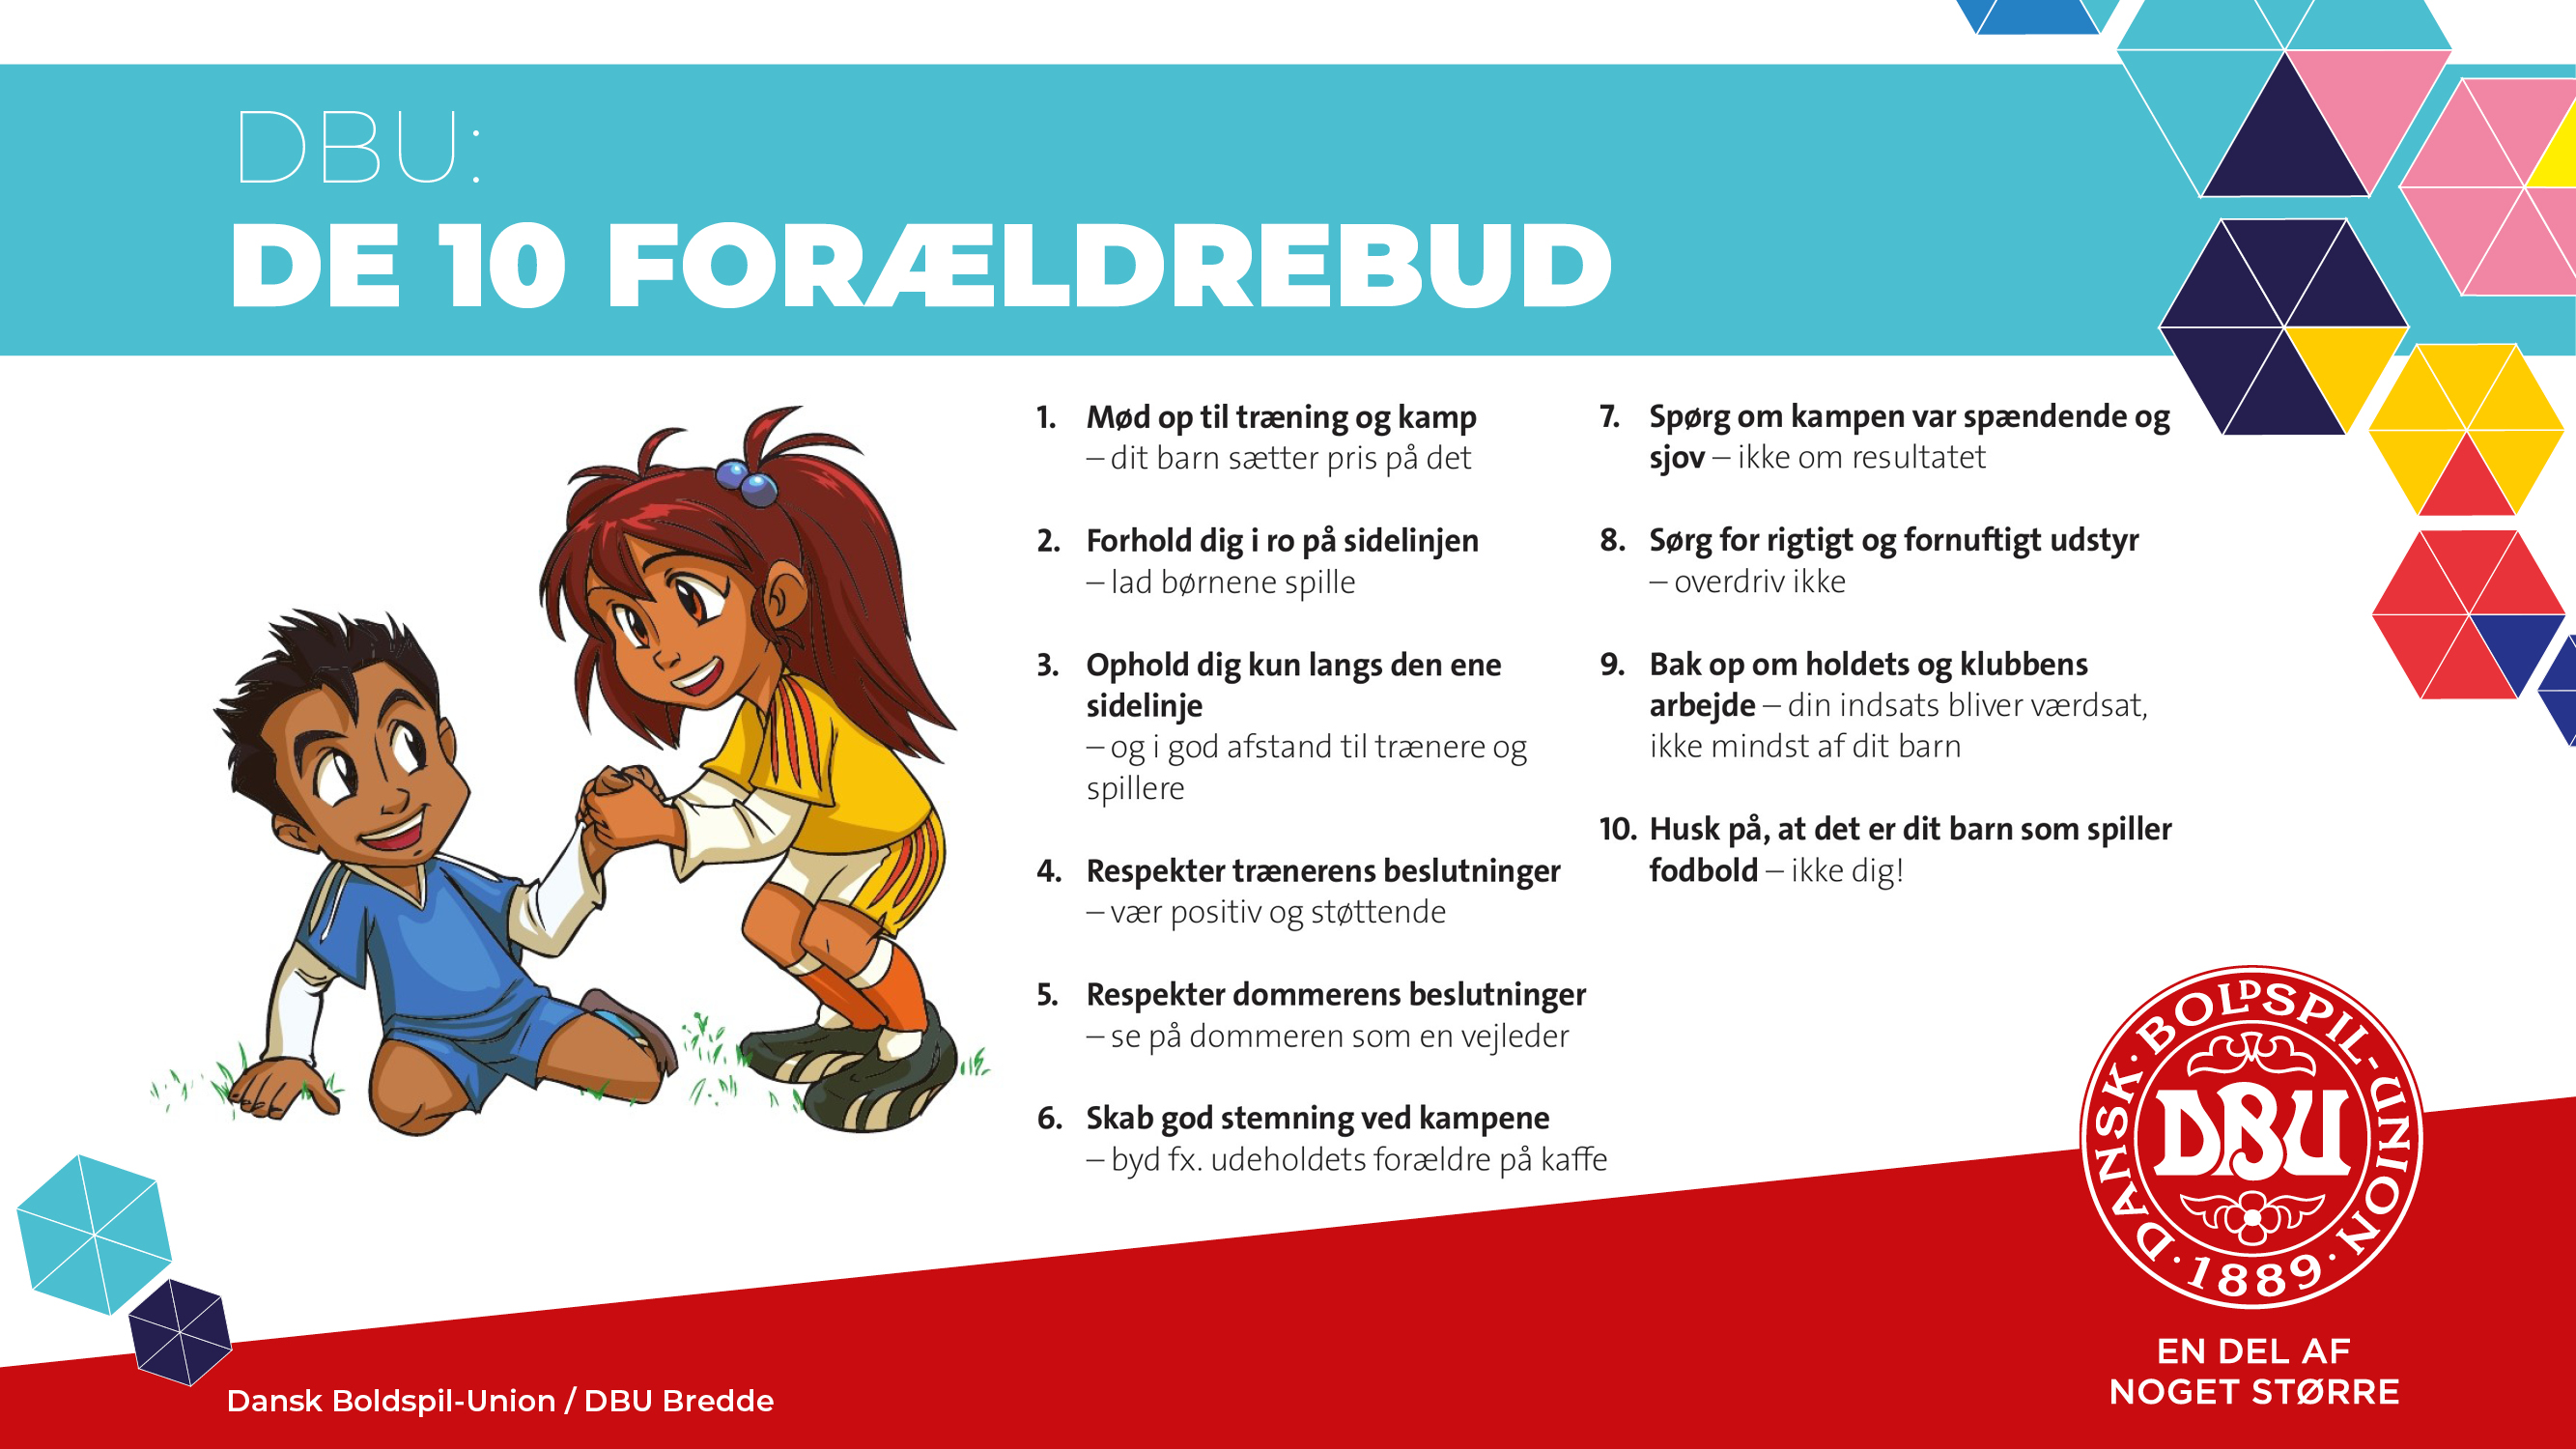 DBU:
DE 10 FORÆLDREBUD
1. Mød op til træning og kamp
– dit barn sætter pris på det
2. Forhold dig i ro på sidelinjen
– lad børnene spille
3. Ophold dig kun langs den ene
sidelinje
– og i god afstand til trænere og
spillere
4. Respekter trænerens beslutninger
– vær positiv og støttende
5. Respekter dommerens beslutninger
– se på dommeren som en vejleder
6. Skab god stemning ved kampene
– byd fx. udeholdets forældre på kaffe
7. Spørg om kampen var spændende og
sjov – ikke om resultatet
8. Sørg for rigtigt og fornuftigt udstyr
– overdriv ikke
9. Bak op om holdets og klubbens
arbejde – din indsats bliver værdsat,
ikke mindst af dit barn
10. Husk på, at det er dit barn som spiller
fodbold – ikke dig!
DANSK · BOLDSPIL-UNION ·
DBU
· 1889 ·
EN DEL AF
NOGET STØRRE
Dansk Boldspil-Union / DBU Bredde